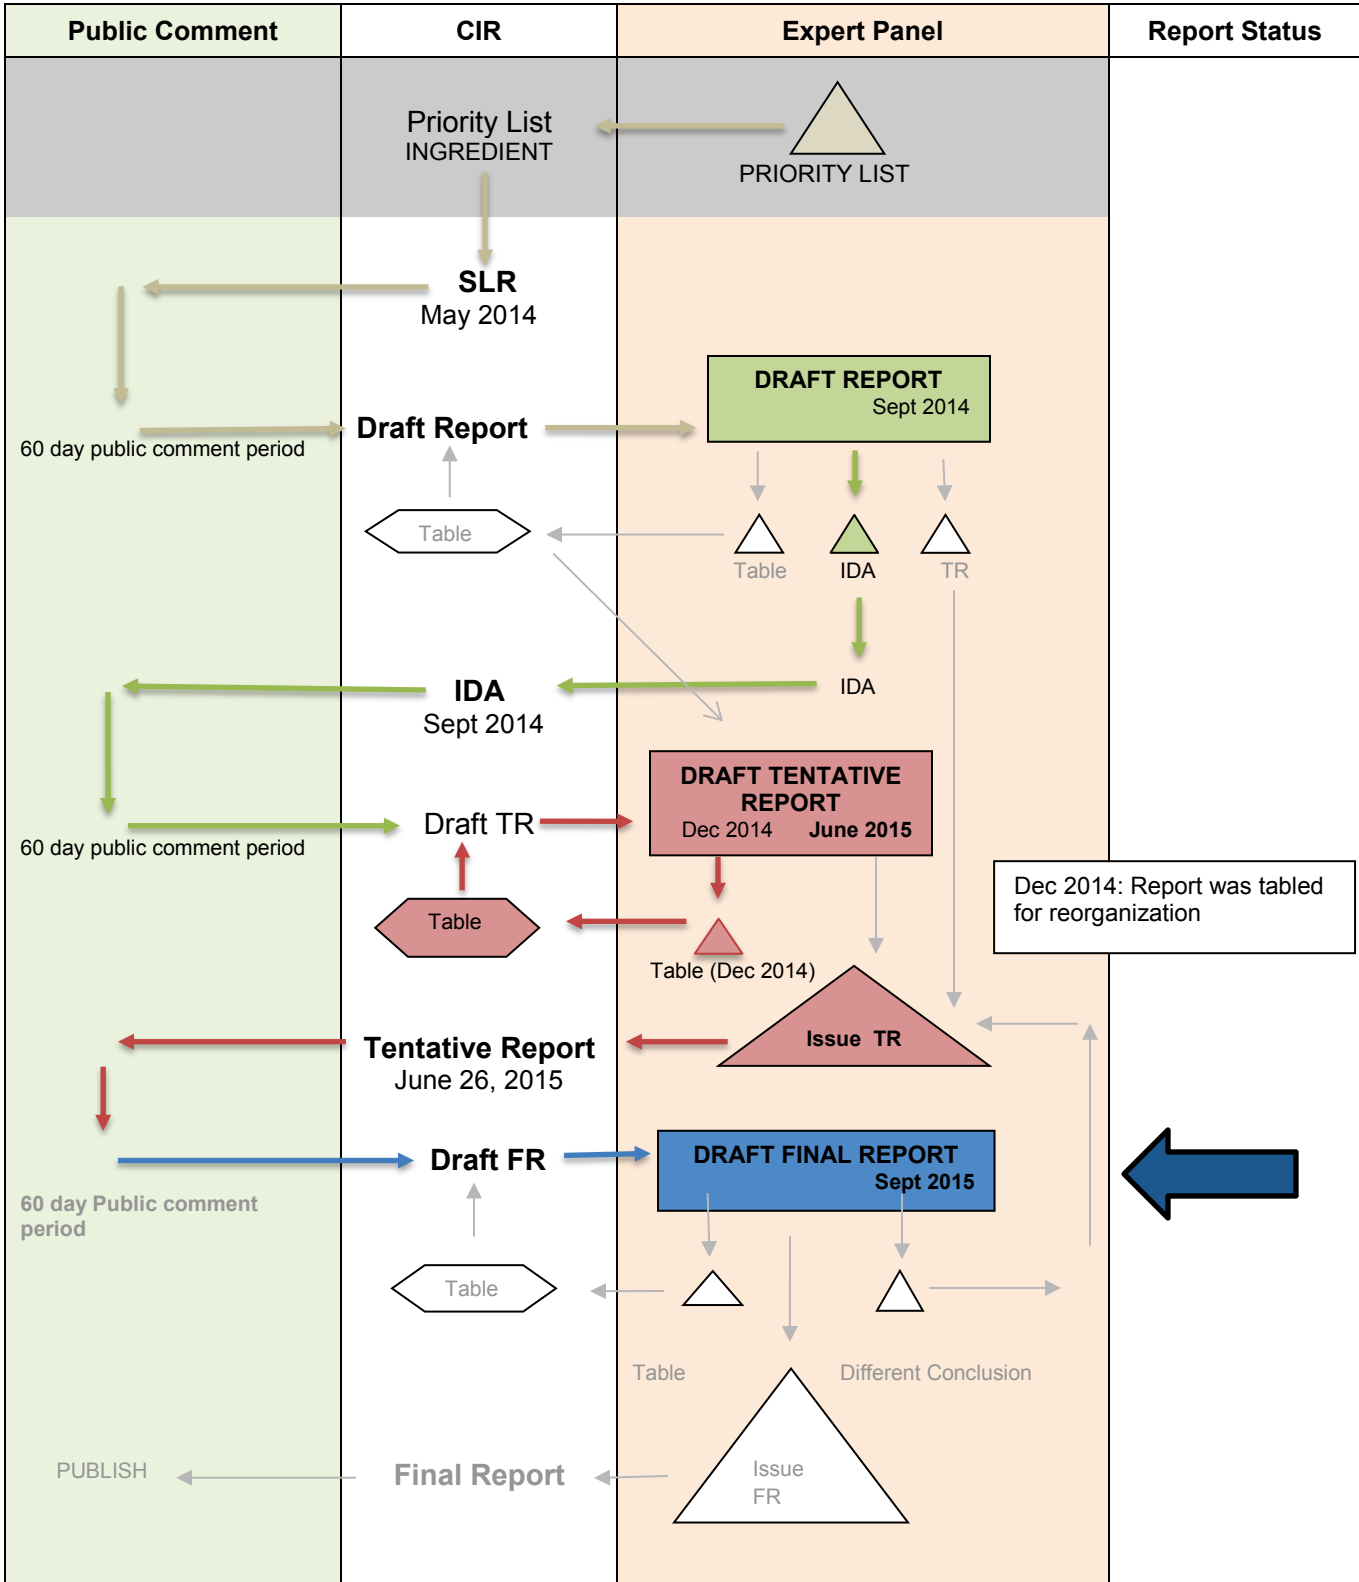 Public Comment
CIR
Expert Panel
Report Status
Priority List
INGREDIENT
PRIORITY LIST
SLR
May 2014
DRAFT REPORT
Sept 2014
60 day public comment period
Draft Report
Table
Table
IDA
TR
IDA
Sept 2014
IDA
DRAFT TENTATIVE
REPORT
Dec 2014 June 2015
60 day public comment period
Draft TR
Dec 2014: Report was tabled
for reorganization
Table
Table (Dec 2014)
Issue TR
Tentative Report
June 26, 2015
Draft FR
DRAFT FINAL REPORT
Sept 2015
60 day Public comment
period
Table
Table
Different Conclusion
PUBLISH
Final Report
Issue
FR